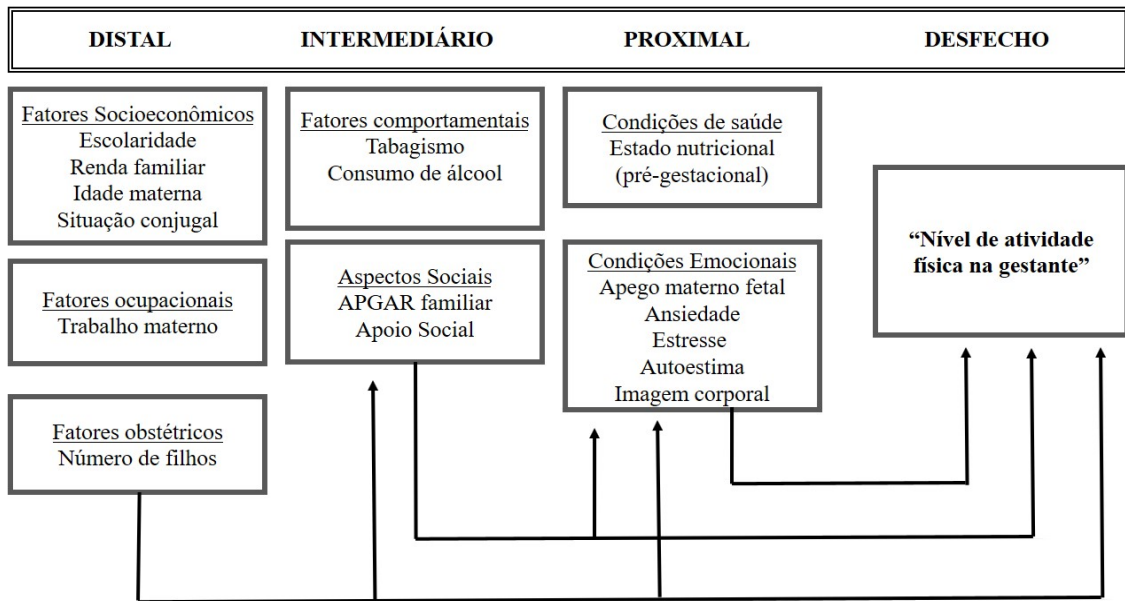 DISTAL
INTERMEDIÁRIO
PROXIMAL
DESFECHO
Fatores Socioeconômicos
Escolaridade
Renda familiar
Idade materna
Situação conjugal
Fatores ocupacionais
Trabalho materno
Fatores obstétricos
Número de filhos
Fatores comportamentais
Tabagismo
Consumo de álcool
Aspectos Sociais
APGAR familiar
Apoio Social
Condições de saúde
Estado nutricional
(pré-gestacional)
Condições Emocionais
Apego materno fetal
Ansiedade
Estresse
Autoestima
Imagem corporal
“Nível de atividade
física na gestante”